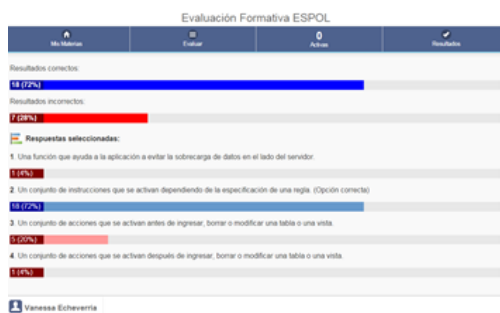 Evaluación Formativa ESPOL
Mis Materias
Evaluar
0
Activas
Resultados
Resultados correctos:
18 (72%)
Resultados incorrectos:
7 (28%)
Respuestas seleccionadas:
1. Una función que ayuda a la aplicación a evitar la sobrecarga de datos en el lado del servidor.
1 (4%)
2. Un conjunto de instrucciones que se activan dependiendo de la especificación de una regla. (Opción correcta)
18 (72%)
3. Un conjunto de acciones que se activan antes de ingresar, borrar o modificar una tabla o una vista.
5 (20%)
4. Un conjunto de acciones que se activan después de ingresar, borrar o modificar una tabla o una vista.
1 (4%)
Vanessa Echeverria